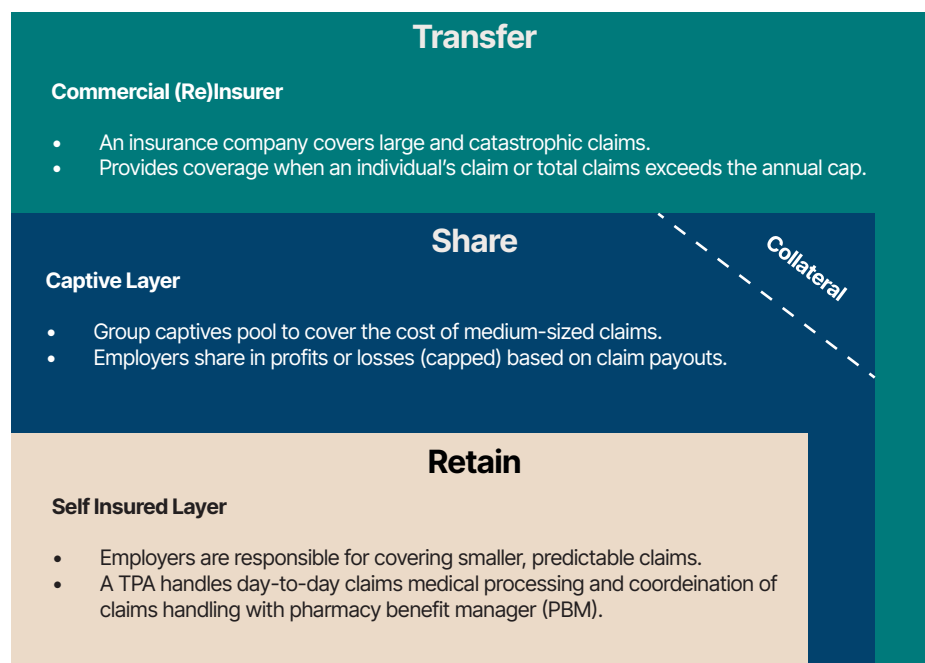 Transfer
Commercial (Re)Insurer
• An insurance company covers large and catastrophic claims.
• Provides coverage when an individual's claim or total claims exceeds the annual cap.
Share
Collateral
Captive Layer
• Group captives pool to cover the cost of medium-sized claims.
• Employers share in profits or losses (capped) based on claim payouts.
Retain
Self Insured Layer
• Employers are responsible for covering smaller, predictable claims.
• A TPA handles day-to-day claims medical processing and coordeination of
claims handling with pharmacy benefit manager (PBM).